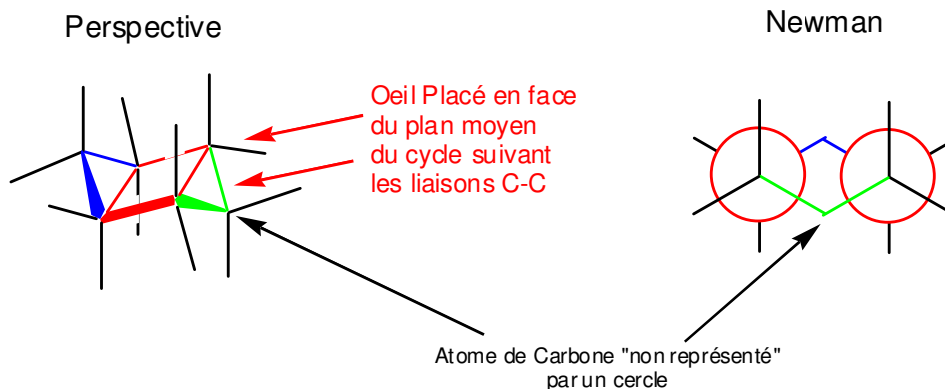 Perspective
Newman
Oeil Placé en face
du plan moyen
du cycle suivant
les liaisons C-C
Atome de Carbone "non représenté"
par un cercle